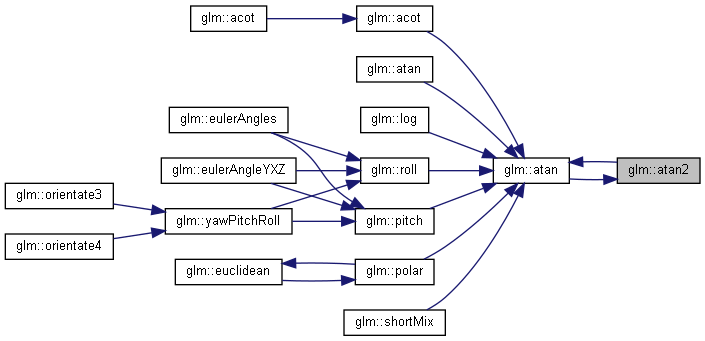 glm::acot
glm::acot
glm::atan
glm::eulerAngles
glm::log
glm::eulerAngleYXZ
glm::roll
glm::atan
glm::atan2
glm::orientate3
glm::yawPitchRoll
glm::pitch
glm::orientate4
glm::euclidean
glm::polar
glm::shortMix